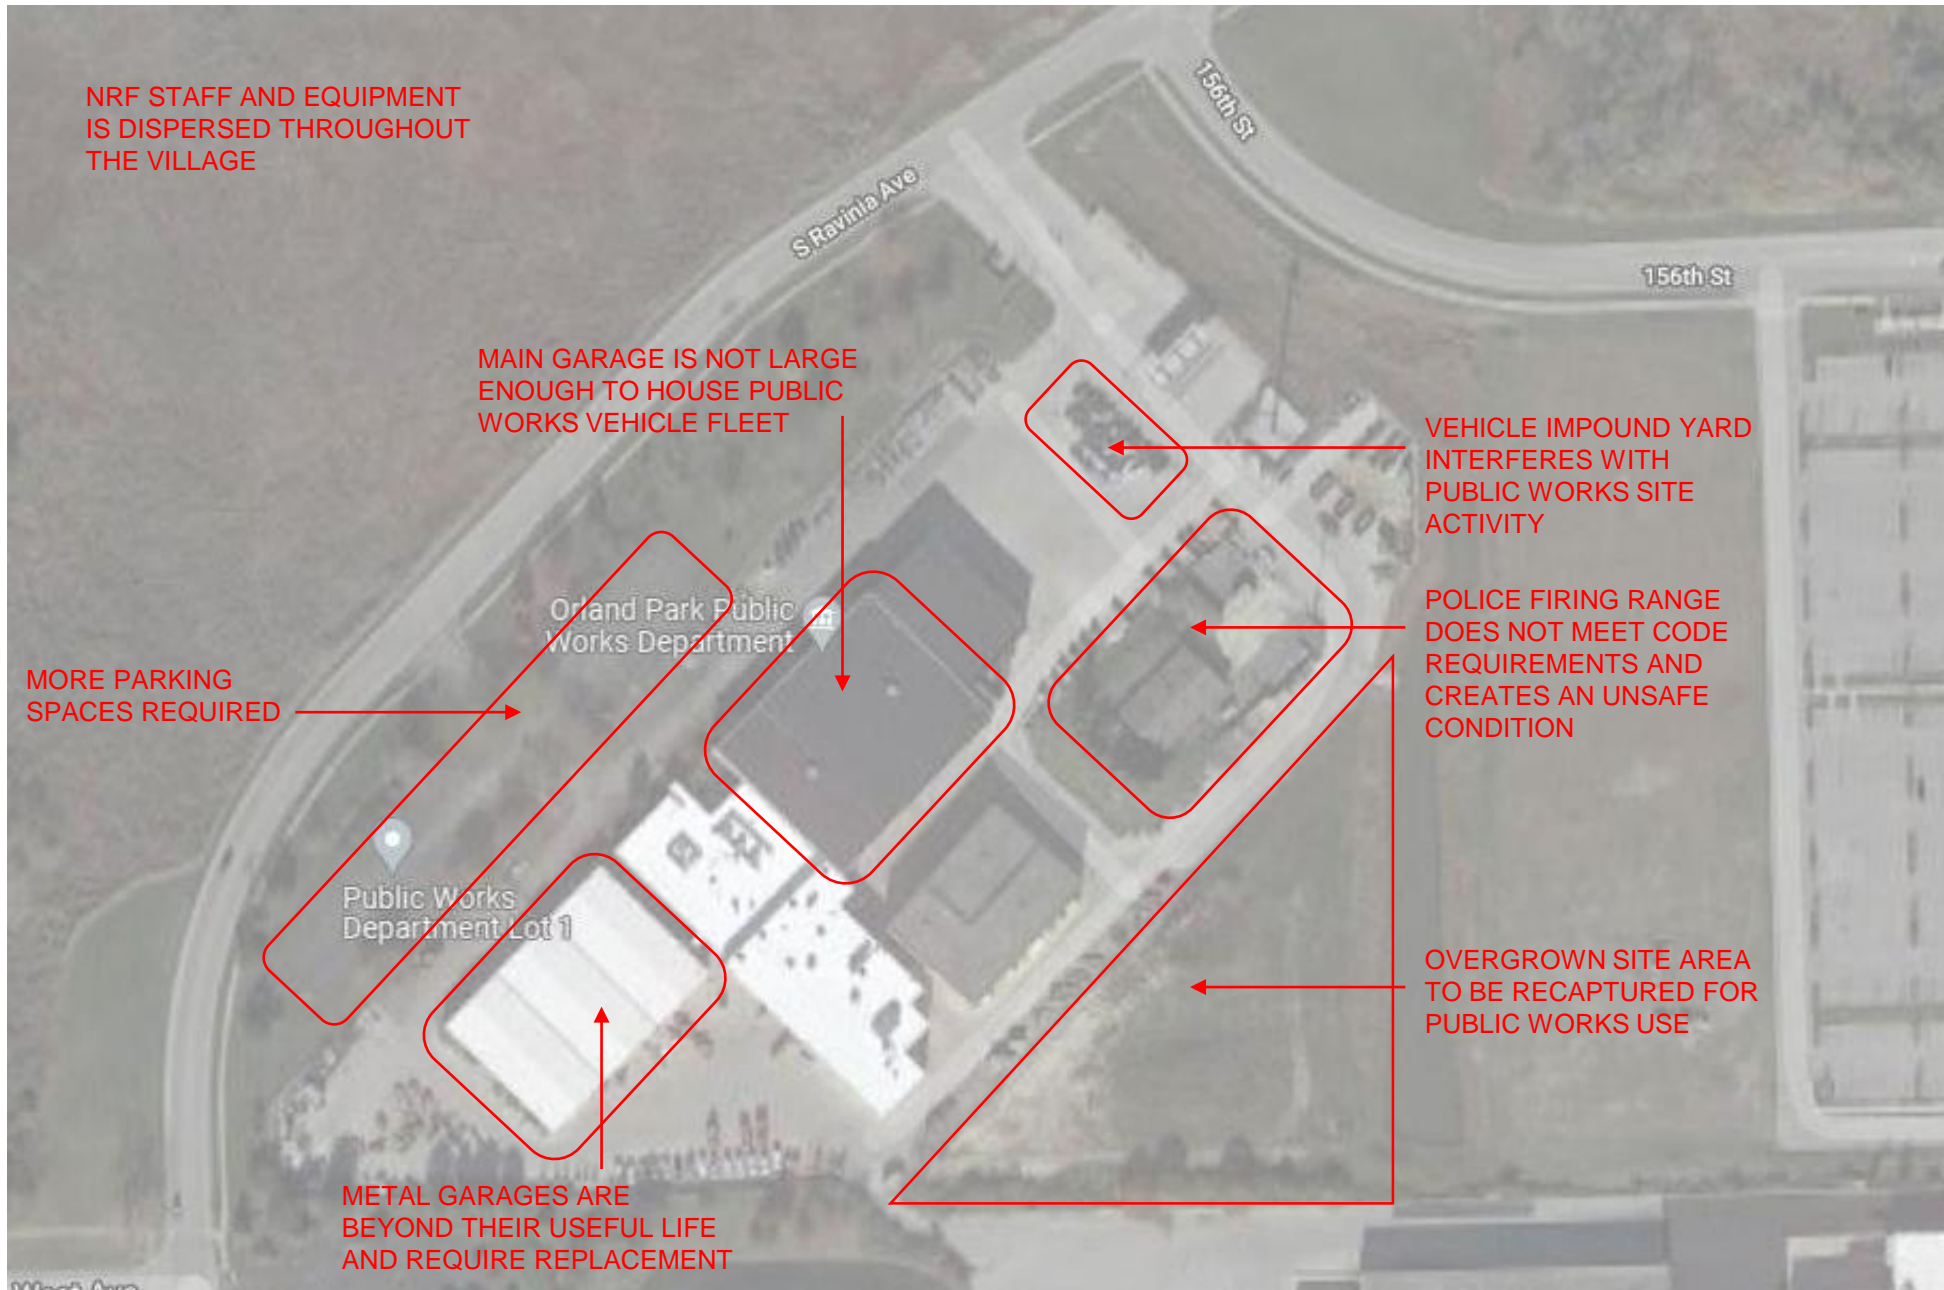 NRF STAFF AND EQUIPMENT
IS DISPERSED THROUGHOUT
THE VILLAGE
156th St
S Ravinia Ave
156th St
MAIN GARAGE IS NOT LARGE
ENOUGH TO HOUSE PUBLIC
WORKS VEHICLE FLEET
VEHICLE IMPOUND YARD
INTERFERES WITH
PUBLIC WORKS SITE
ACTIVITY
Orland Park Public
Works Department
POLICE FIRING RANGE
DOES NOT MEET CODE
REQUIREMENTS AND
CREATES AN UNSAFE
CONDITION
MORE PARKING
SPACES REQUIRED
Public Works
Department Lot 1
OVERGROWN SITE AREA
TO BE RECAPTURED FOR
PUBLIC WORKS USE
METAL GARAGES ARE
BEYOND THEIR USEFUL LIFE
AND REQUIRE REPLACEMENT
West Ave